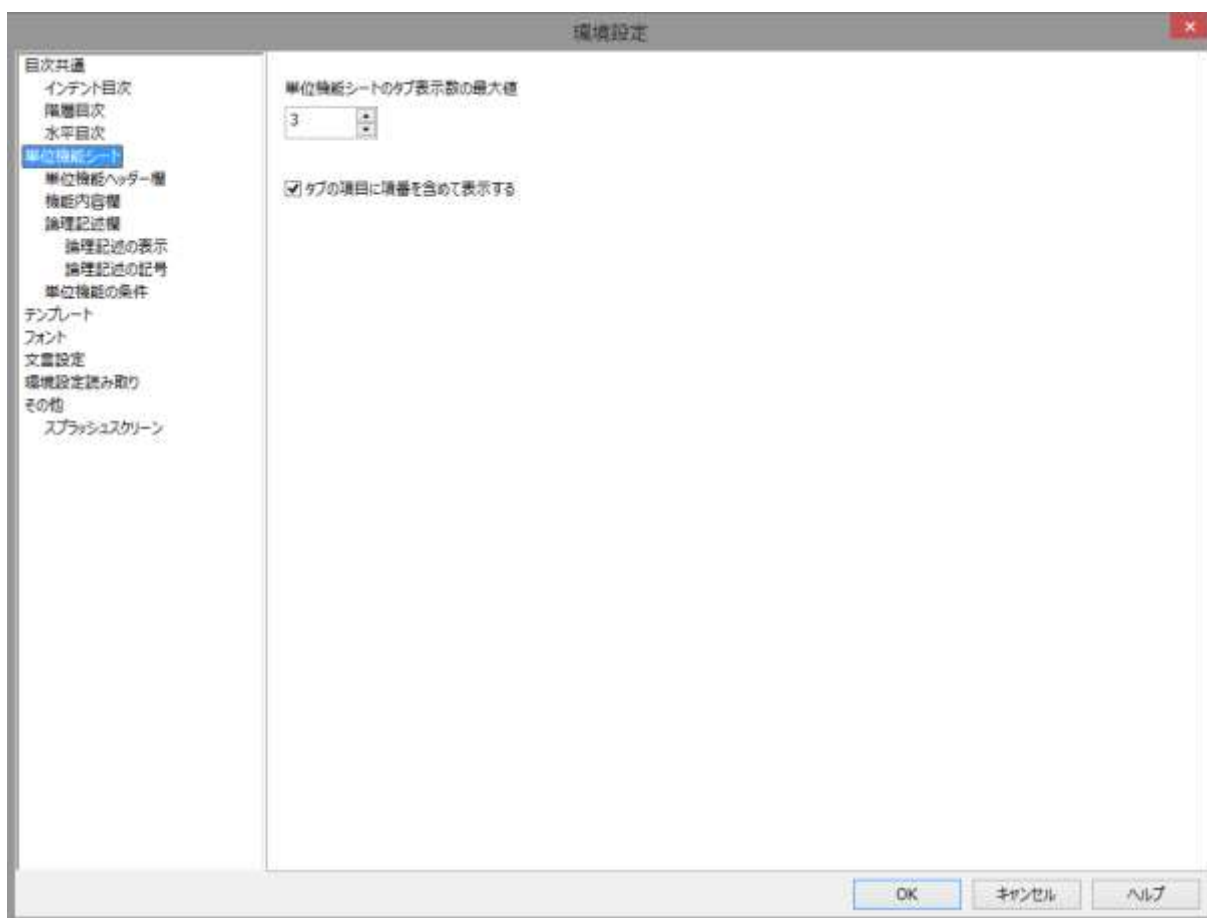 環境設定
目次共通
インデント目次
階層目次
水平目次
単位機能シート
単位機能ヘッダー欄
機能内容欄
論理記述欄
論理記述の表示
論理記述の記号
単位機能の条件
テンプレート
フォント
文書設定
環境設定読み取り
その他
スプラッシュスクリーン
単位機能シートのタブ表示数の最大値
3
タブの項目に項番を含めて表示する
OK
キャンセル
ヘルプ